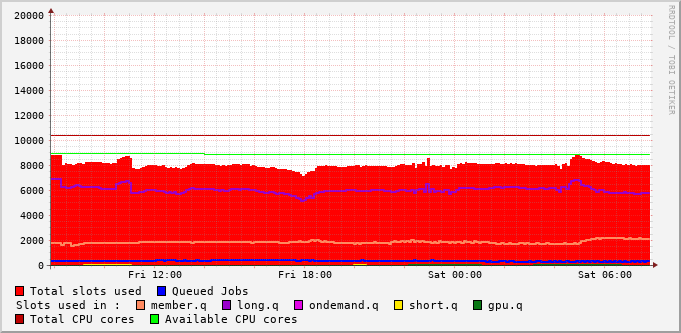 20000
18000
16000
14000
12000
10000
8000
6000
4000
2000
0
Fri 12:00 Fri 18:00 Sat 00:00 Sat 06:00
Total slots used Queued Jobs
Slots used in : member.q long.q ondemand.q short.q gpu.q
Total CPU cores Available CPU cores
RRDTOOL / TOBI OETIKER